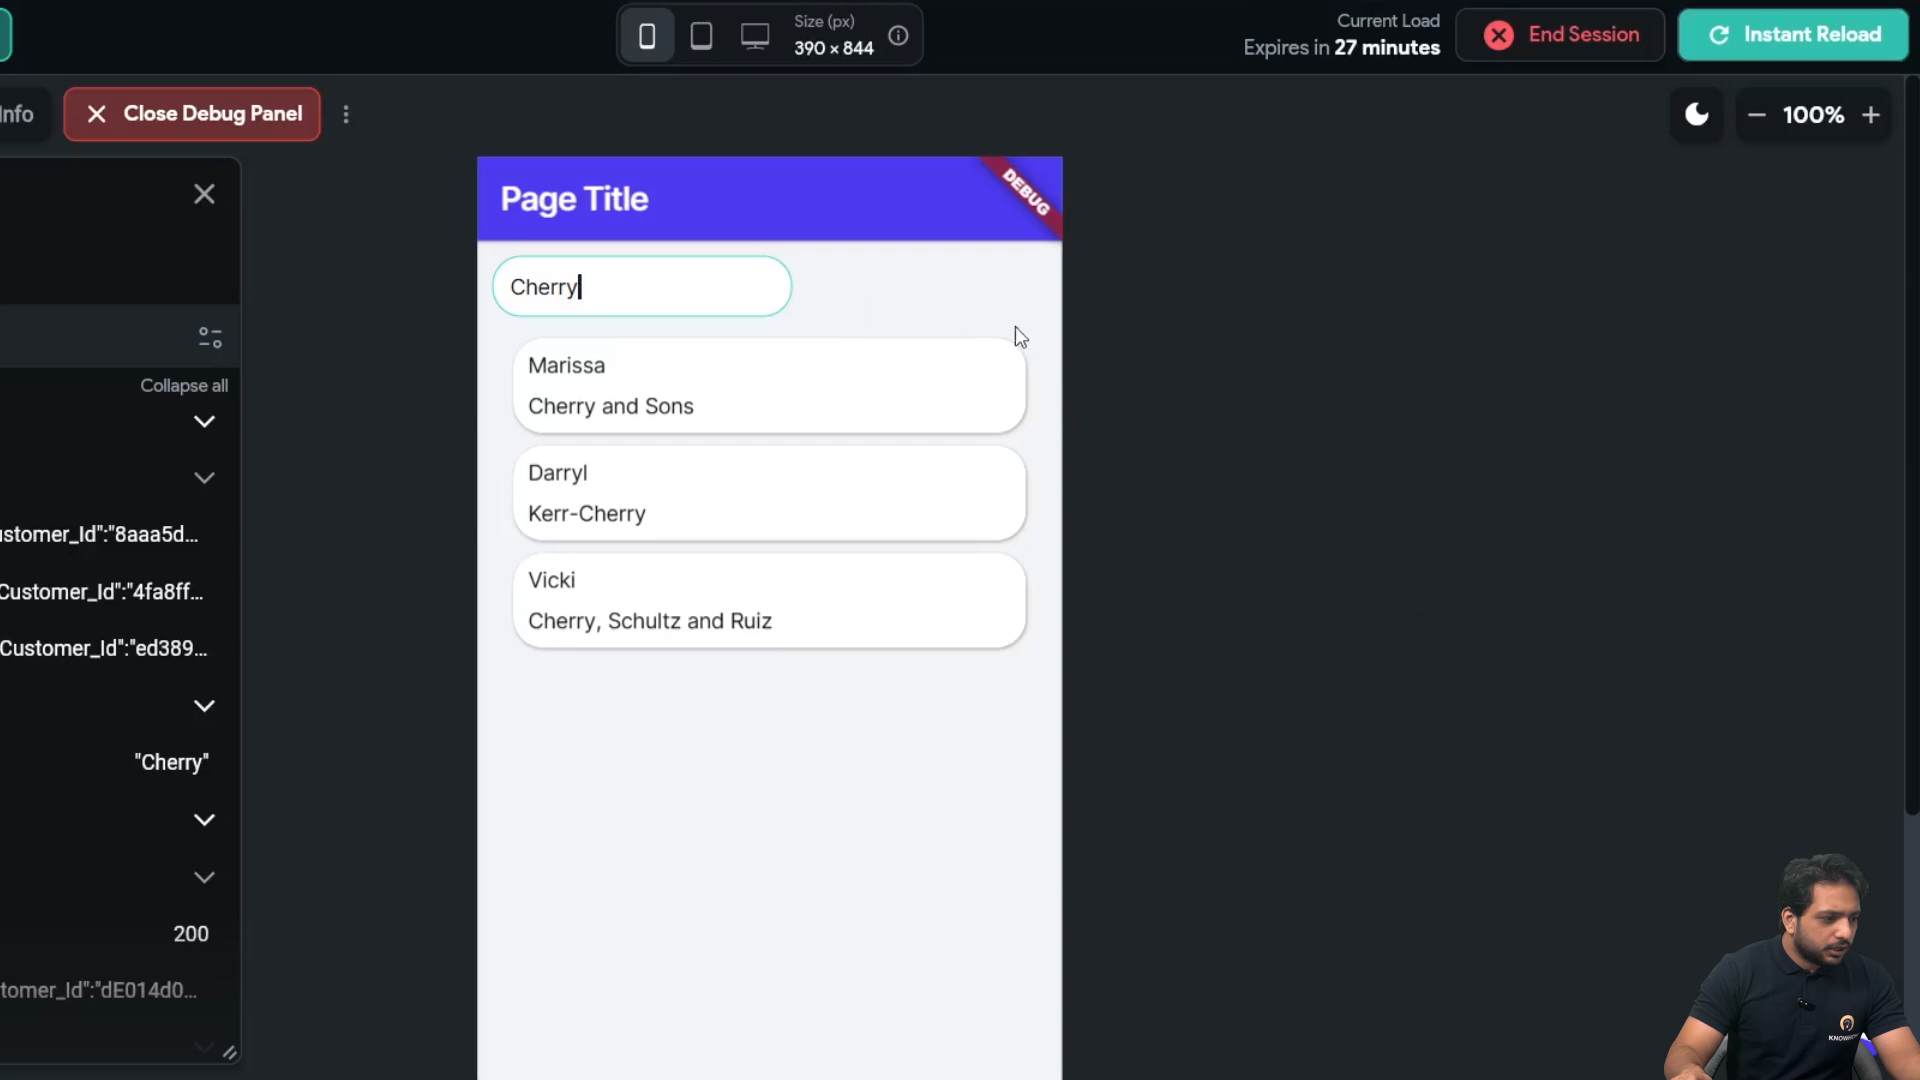 Size (px)
390 × 844
Current Load
Expires in 27 minutes
End Session
Instant Reload
Info
Close Debug Panel
100%
Page Title
DEBUG
Cherry
Marissa
Cherry and Sons
Darryl
Kerr-Cherry
Vicki
Cherry, Schultz and Ruiz
Collapse all
ustomer_Id":"8aaa5d...
Customer_Id":"4fa8ff...
Customer_Id":"ed389...
"Cherry"
200
tomer_Id":"dE014d0...